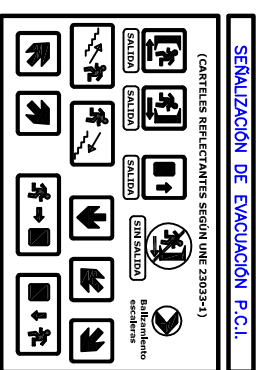 SEÑALIZACIÓN DE EVACUACIÓN P.C.I.
(CARTELES REFLECTANTES SEGÚN UNE 23033-1)
SALIDA
SALIDA
SALIDA
SIN SALIDA
Balizamiento
escaleras